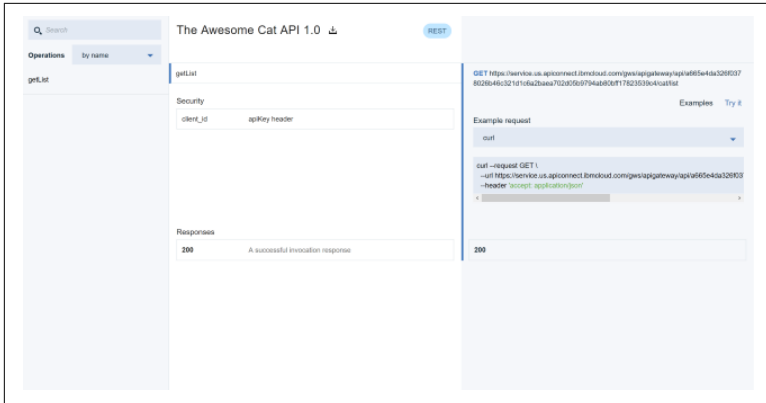 Search
Operations by name
getList
The Awesome Cat API 1.0
REST
getList
Security
client_id apiKey header
Responses
200 A successful invocation response
GET https://service.us.apiconnect.ibmcloud.com/gws/apigateway/api/a665e4da326f037
8026b46c321d1c6a2baea702d05b9794ab80bff17823539c4/cat/list
Examples Try it
Example request
curl
curl --request GET \
--url https://service.us.apiconnect.ibmcloud.com/gws/apigateway/api/a665e4da326f03
--header 'accept: application/json'
200